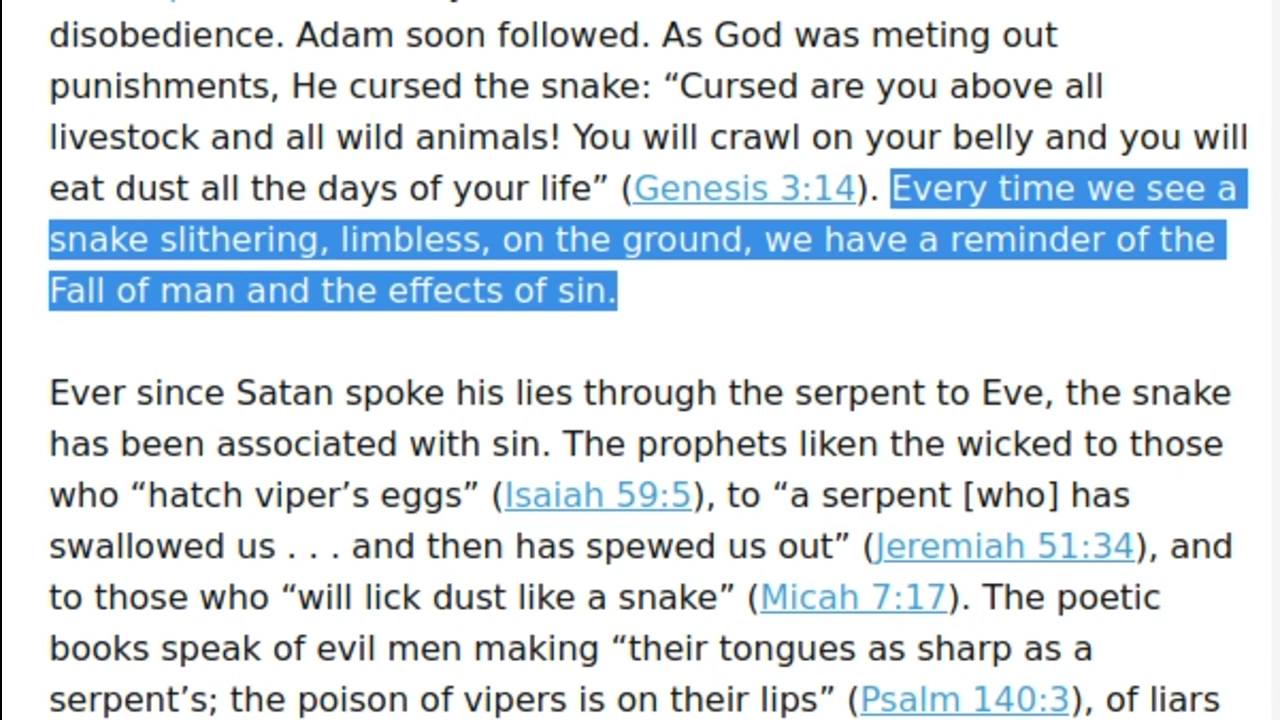 disobedience. Adam soon followed. As God was meting out
punishments, He cursed the snake: “Cursed are you above all
livestock and all wild animals! You will crawl on your belly and you will
eat dust all the days of your life” (Genesis 3:14). Every time we see a
snake slithering, limbless, on the ground, we have a reminder of the
Fall of man and the effects of sin.
Ever since Satan spoke his lies through the serpent to Eve, the snake
has been associated with sin. The prophets liken the wicked to those
who “hatch viper’s eggs” (Isaiah 59:5), to “a serpent [who] has
swallowed us . . . and then has spewed us out” (Jeremiah 51:34), and
to those who “will lick dust like a snake” (Micah 7:17). The poetic
books speak of evil men making “their tongues as sharp as a
serpent’s; the poison of vipers is on their lips” (Psalm 140:3), of liars